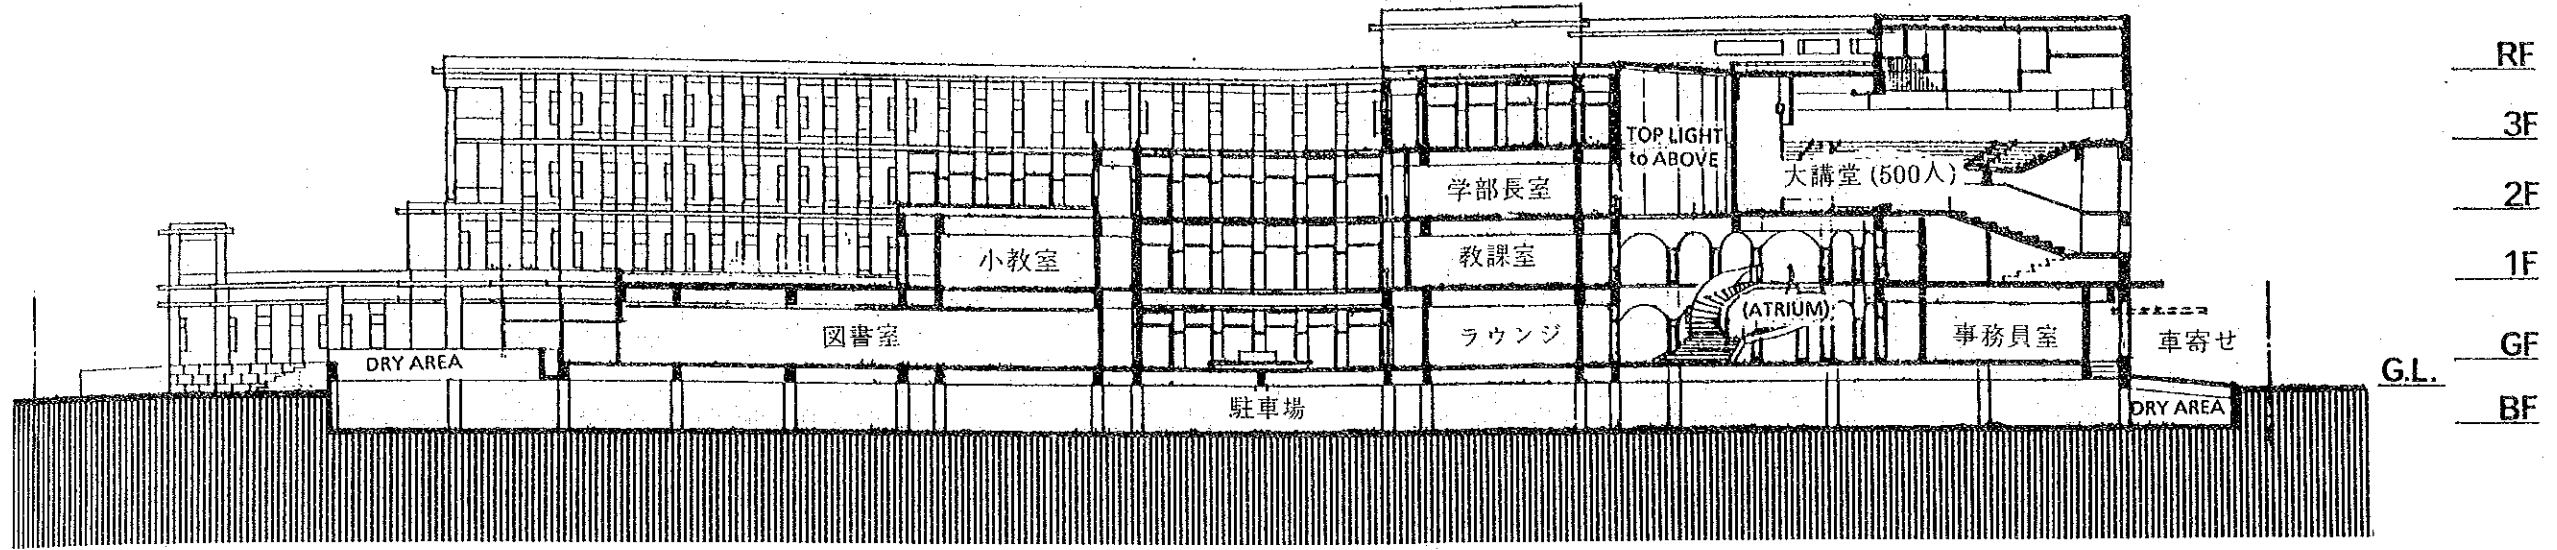 RF
3F
TOP LIGHT
to ABOVE
大講堂 (500人)
学部長室
2F
小教室
教課室
1F
(ATRIUM)
図書室
ラウンジ
事務員室
車寄せ
GF
DRY AREA
G.L.
駐車場
DRY AREA
BF